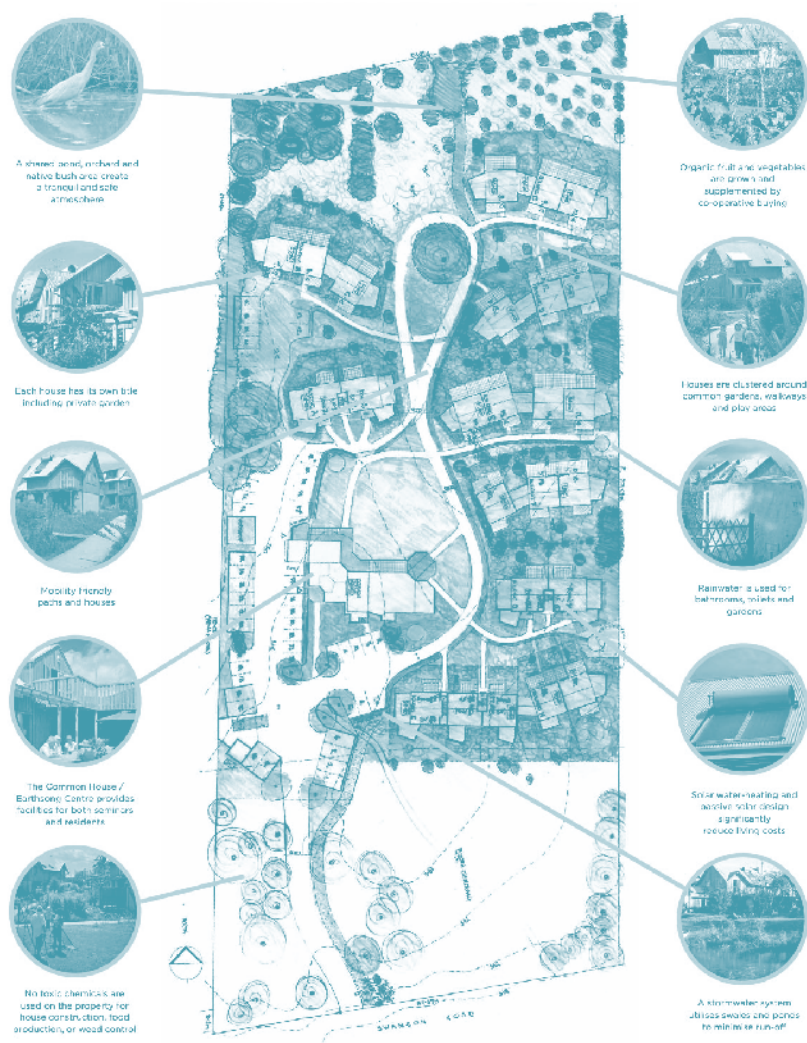 A shared pond, orchard and
native bush area create
a tranquil and safe
atmosphere
Organic fruit and vegetables
are grown and
supplemented by
co-operative buying
Each house has its own title
including private garden
Houses are clustered around
common gardens, walkways
and play areas
Mobility friendly
paths and houses
Rainwater is used for
bathrooms, toilets and
gardens
The Common House /
Earthsong Centre provides
facilities for both seminars
and residents
Solar water-heating and
passive solar design
significantly
reduce living costs
No toxic chemicals are
used on the property for
house construction, food
production, or weed control
A stormwater system
utilises swales and ponds
to minimise run-off
SWANSON ROAD